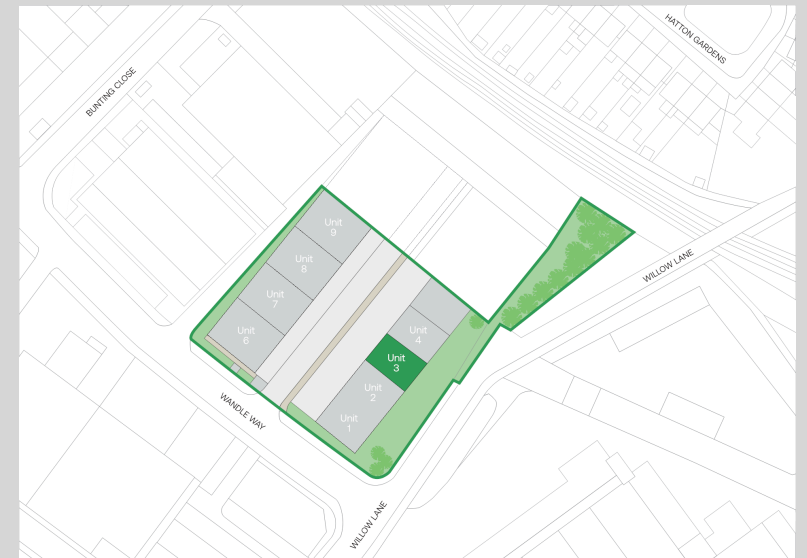 HATTON GARDENS
BUNTING CLOSE
Unit
9
Unit
8
WILLOW LANE
Unit
7
Unit
6
Unit
4
Unit
3
Unit
2
Unit
1
WANDLE WAY
WILLOW LANE